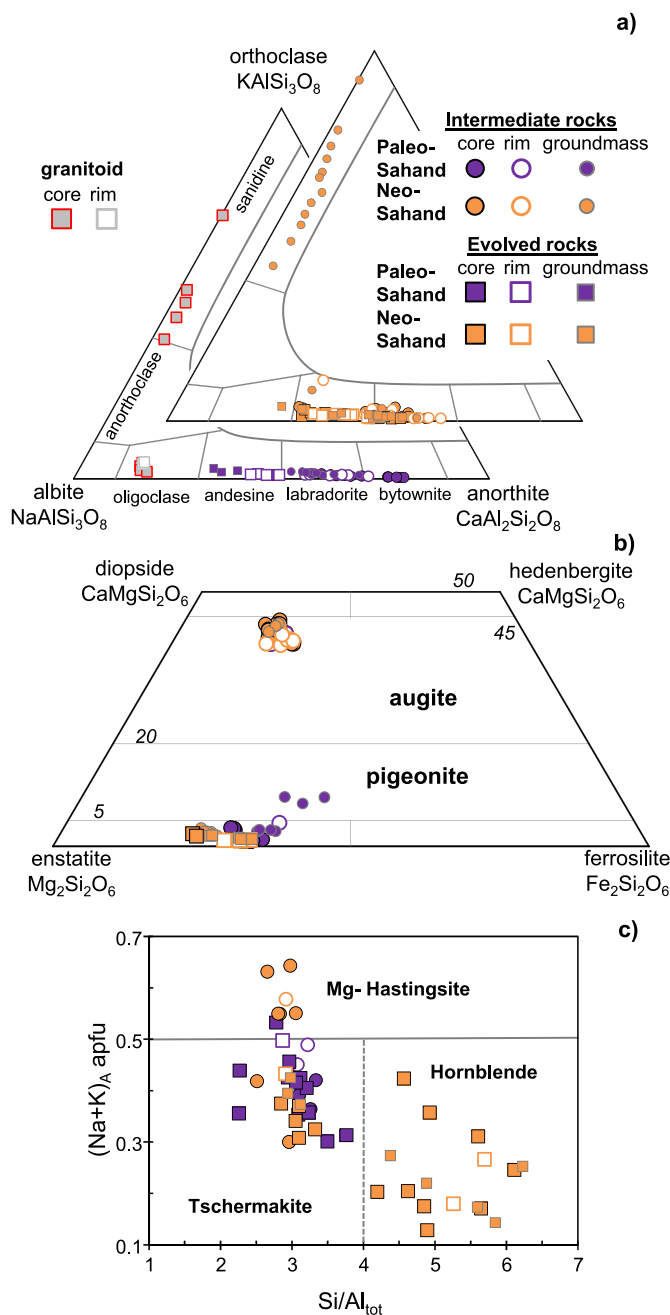 a)
orthoclase
KAlSi₃O₈
Intermediate rocks
core rim groundmass
Paleo-
Sahand
Neo-
Sahand
Evolved rocks
core rim groundmass
Paleo-
Sahand
Neo-
Sahand
granitoid
core rim
sanidine
anorthoclase
albite
NaAlSi₃O₈
oligoclase
andesine
labradorite
bytownite
anorthite
CaAl₂Si₂O₈
b)
diopside
CaMgSi₂O₆
50
hedenbergite
CaMgSi₂O₆
45
augite
20
pigeonite
5
enstatite
Mg₂Si₂O₆
ferrosilite
Fe₂Si₂O₆
c)
0.7
Mg- Hastingsite
0.5
Hornblende
(Na+K)A apfu
0.3
Tschermakite
0.1
1 2 3 4 5 6 7
Si/Altot